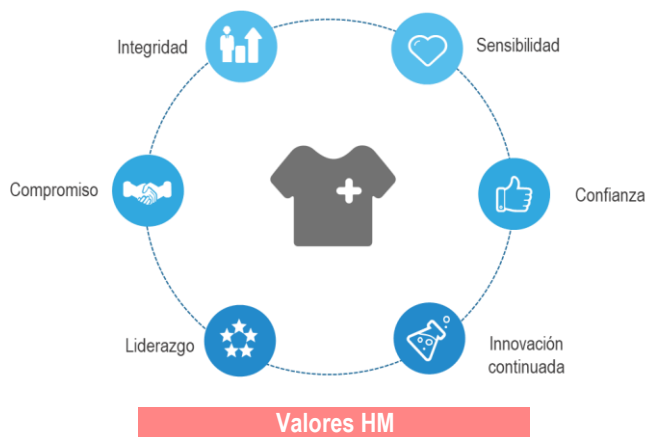 Integridad
Sensibilidad
Compromiso
Confianza
Liderazgo
Innovación
continuada
Valores HM